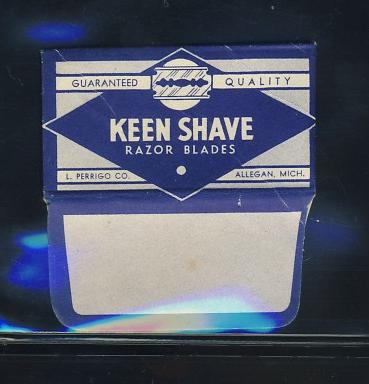 GUARANTEED QUALITY
KEEN SHAVE
RAZOR BLADES
L. PERRIGO CO. ALLEGAN, MICH.